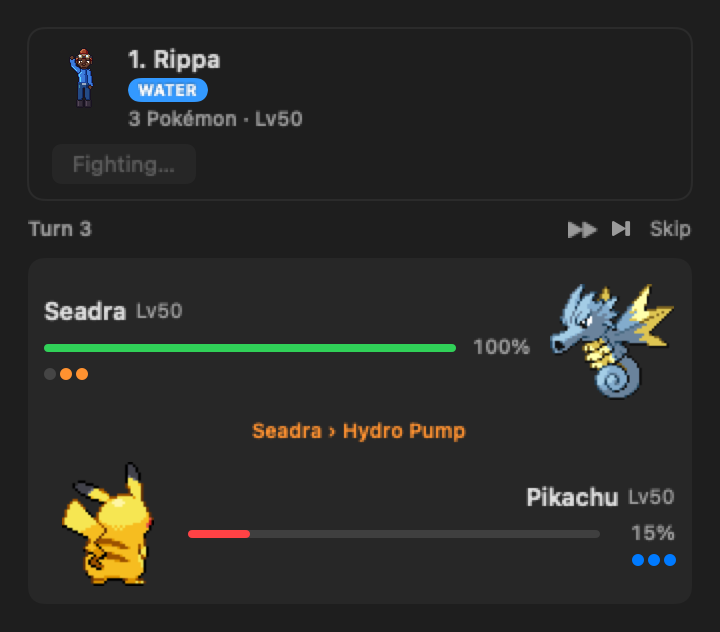 1. Rippa
WATER
3 Pokémon · Lv50
Fighting...
Turn 3
Skip
Seadra Lv50
100%
Seadra › Hydro Pump
Pikachu Lv50
15%